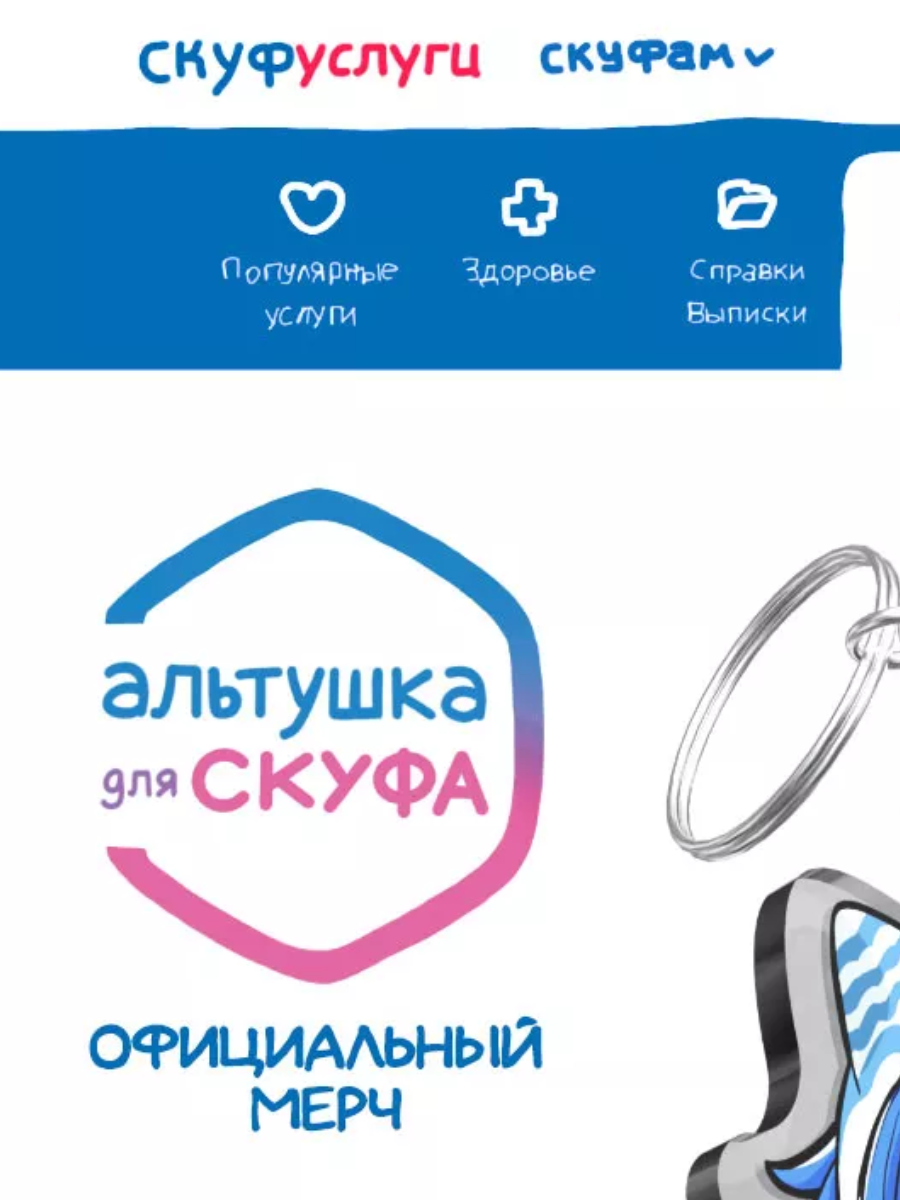 СКУФУСЛУГИ скуфам
Популярные услуги
Здоровье
Справки Выписки
альтушка
для СКУФА
ОФИЦИАЛЬНЫЙ
МЕРЧ